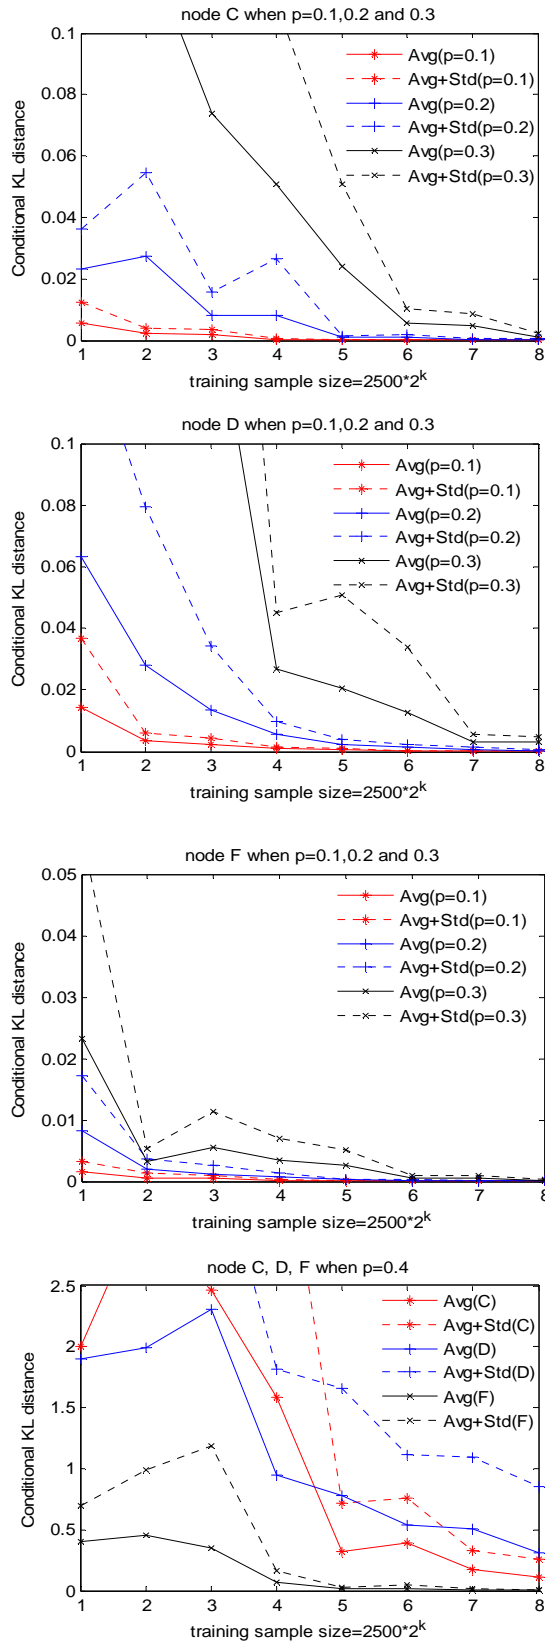 node C when p=0.1,0.2 and 0.3
0.1
0.08
0.06
0.04
0.02
0
Conditional KL distance
Avg(p=0.1)
Avg+Std(p=0.1)
Avg(p=0.2)
Avg+Std(p=0.2)
Avg(p=0.3)
Avg+Std(p=0.3)
1 2 3 4 5 6 7 8
training sample size=2500*2^k
node D when p=0.1,0.2 and 0.3
0.1
0.08
0.06
0.04
0.02
0
Conditional KL distance
Avg(p=0.1)
Avg+Std(p=0.1)
Avg(p=0.2)
Avg+Std(p=0.2)
Avg(p=0.3)
Avg+Std(p=0.3)
1 2 3 4 5 6 7 8
training sample size=2500*2^k
node F when p=0.1,0.2 and 0.3
0.05
0.04
0.03
0.02
0.01
0
Conditional KL distance
Avg(p=0.1)
Avg+Std(p=0.1)
Avg(p=0.2)
Avg+Std(p=0.2)
Avg(p=0.3)
Avg+Std(p=0.3)
1 2 3 4 5 6 7 8
training sample size=2500*2^k
node C, D, F when p=0.4
2.5
2
1.5
1
0.5
0
Conditional KL distance
Avg(C)
Avg+Std(C)
Avg(D)
Avg+Std(D)
Avg(F)
Avg+Std(F)
1 2 3 4 5 6 7 8
training sample size=2500*2^k